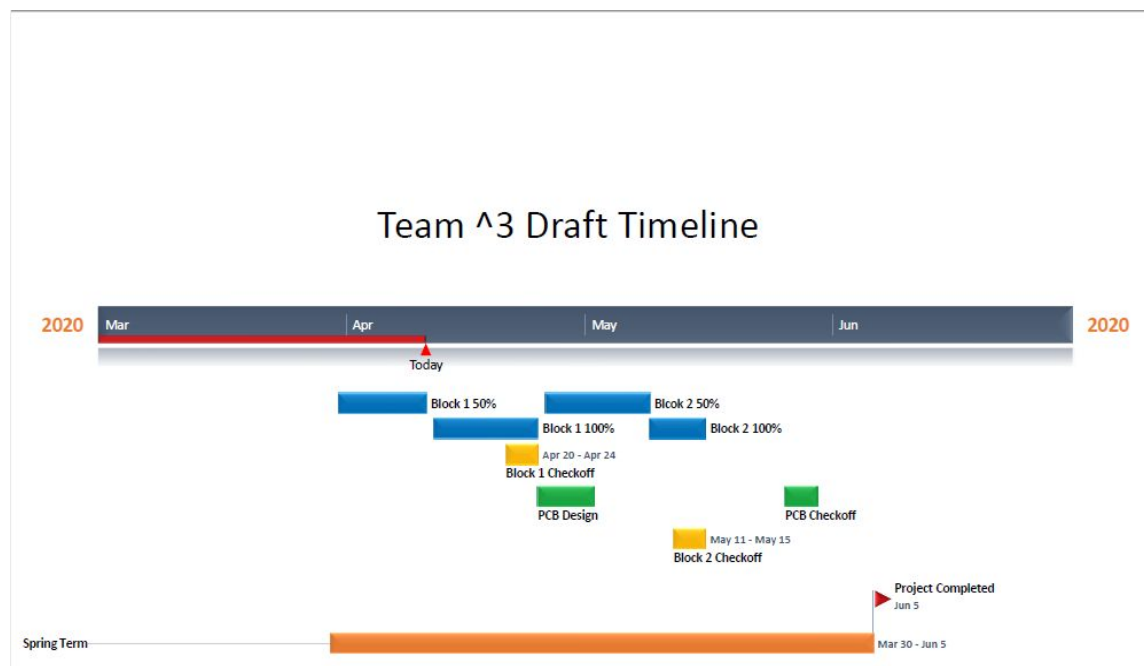 Team ^3 Draft Timeline
2020 Mar Apr May Jun 2020
Today
Block 1 50% Blcok 2 50%
Block 1 100% Block 2 100%
Apr 20 - Apr 24
Block 1 Checkoff
PCB Design PCB Checkoff
May 11 - May 15
Block 2 Checkoff
Project Completed
Jun 5
Spring Term Mar 30 - Jun 5